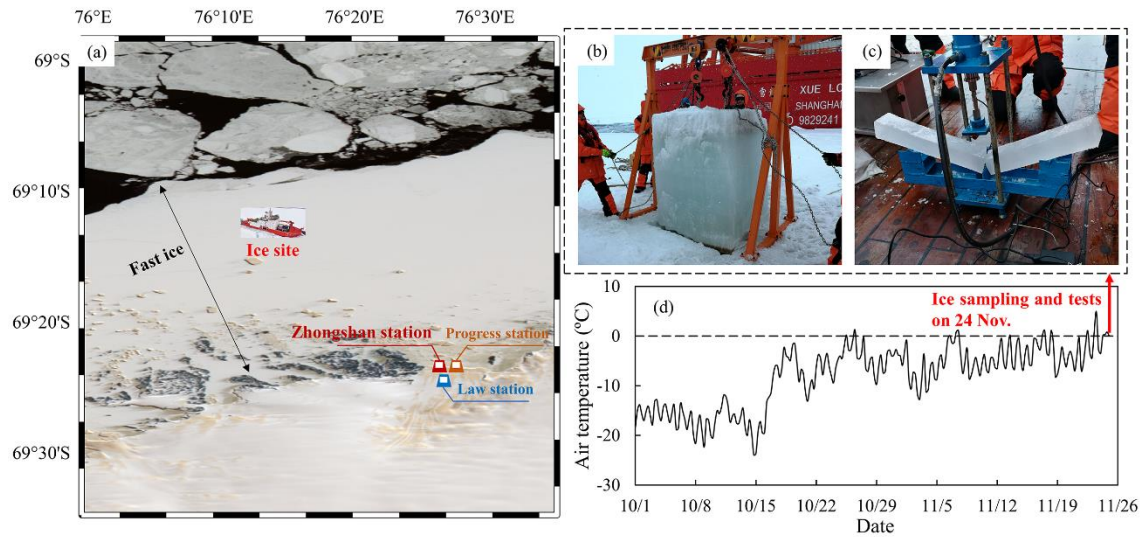 76°E
76°10'E
76°20'E
76°30'E
69°S
69°10'S
69°20'S
69°30'S
(a)
Fast ice
Ice site
Zhongshan station
Progress station
Law station
(b)
XUE LO
SHANGHA
9829241
(c)
(d)
Ice sampling and tests
on 24 Nov.
Air temperature (ºC)
10
0
-10
-20
-30
10/1
10/8
10/15
10/22
10/29
11/5
11/12
11/19
11/26
Date